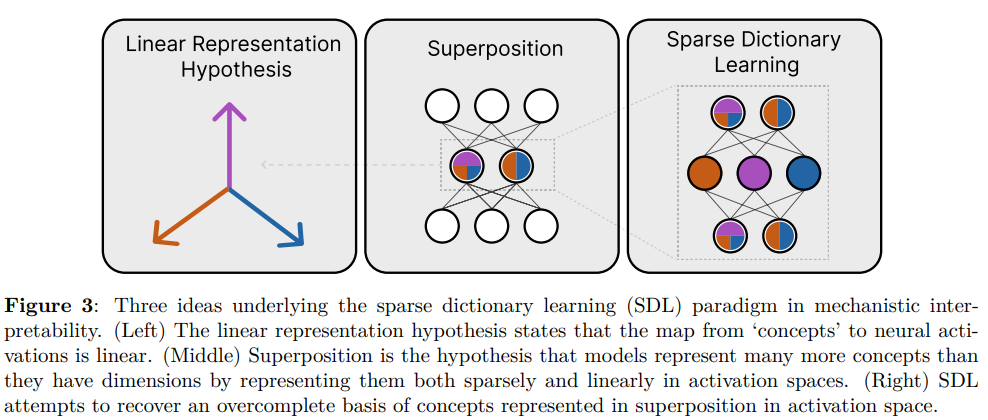 Linear Representation
Hypothesis
Superposition
Sparse Dictionary
Learning
Figure 3: Three ideas underlying the sparse dictionary learning (SDL) paradigm in mechanistic inter-
pretability. (Left) The linear representation hypothesis states that the map from ‘concepts’ to neural acti-
vations is linear. (Middle) Superposition is the hypothesis that models represent many more concepts than
they have dimensions by representing them both sparsely and linearly in activation spaces. (Right) SDL
attempts to recover an overcomplete basis of concepts represented in superposition in activation space.